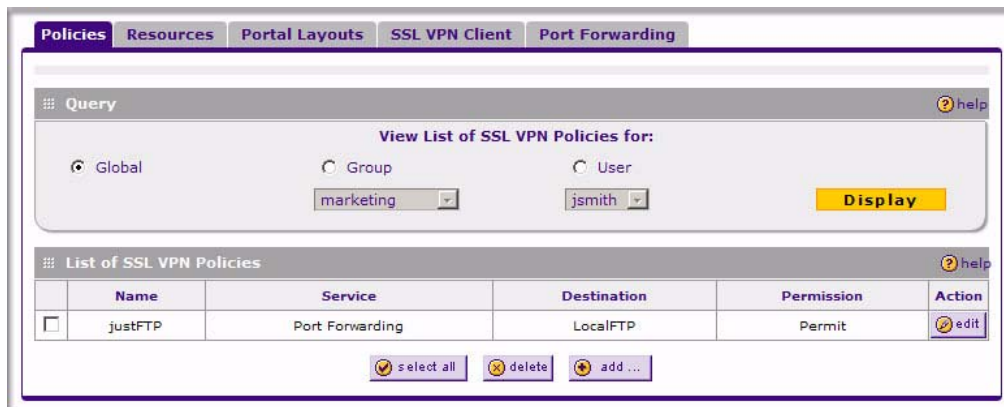 Policies Resources Portal Layouts SSL VPN Client Port Forwarding
Query help
View List of SSL VPN Policies for:
Global Group User
marketing jsmith Display
List of SSL VPN Policies help
Name Service Destination Permission Action
justFTP Port Forwarding LocalFTP Permit edit
select all delete add ...